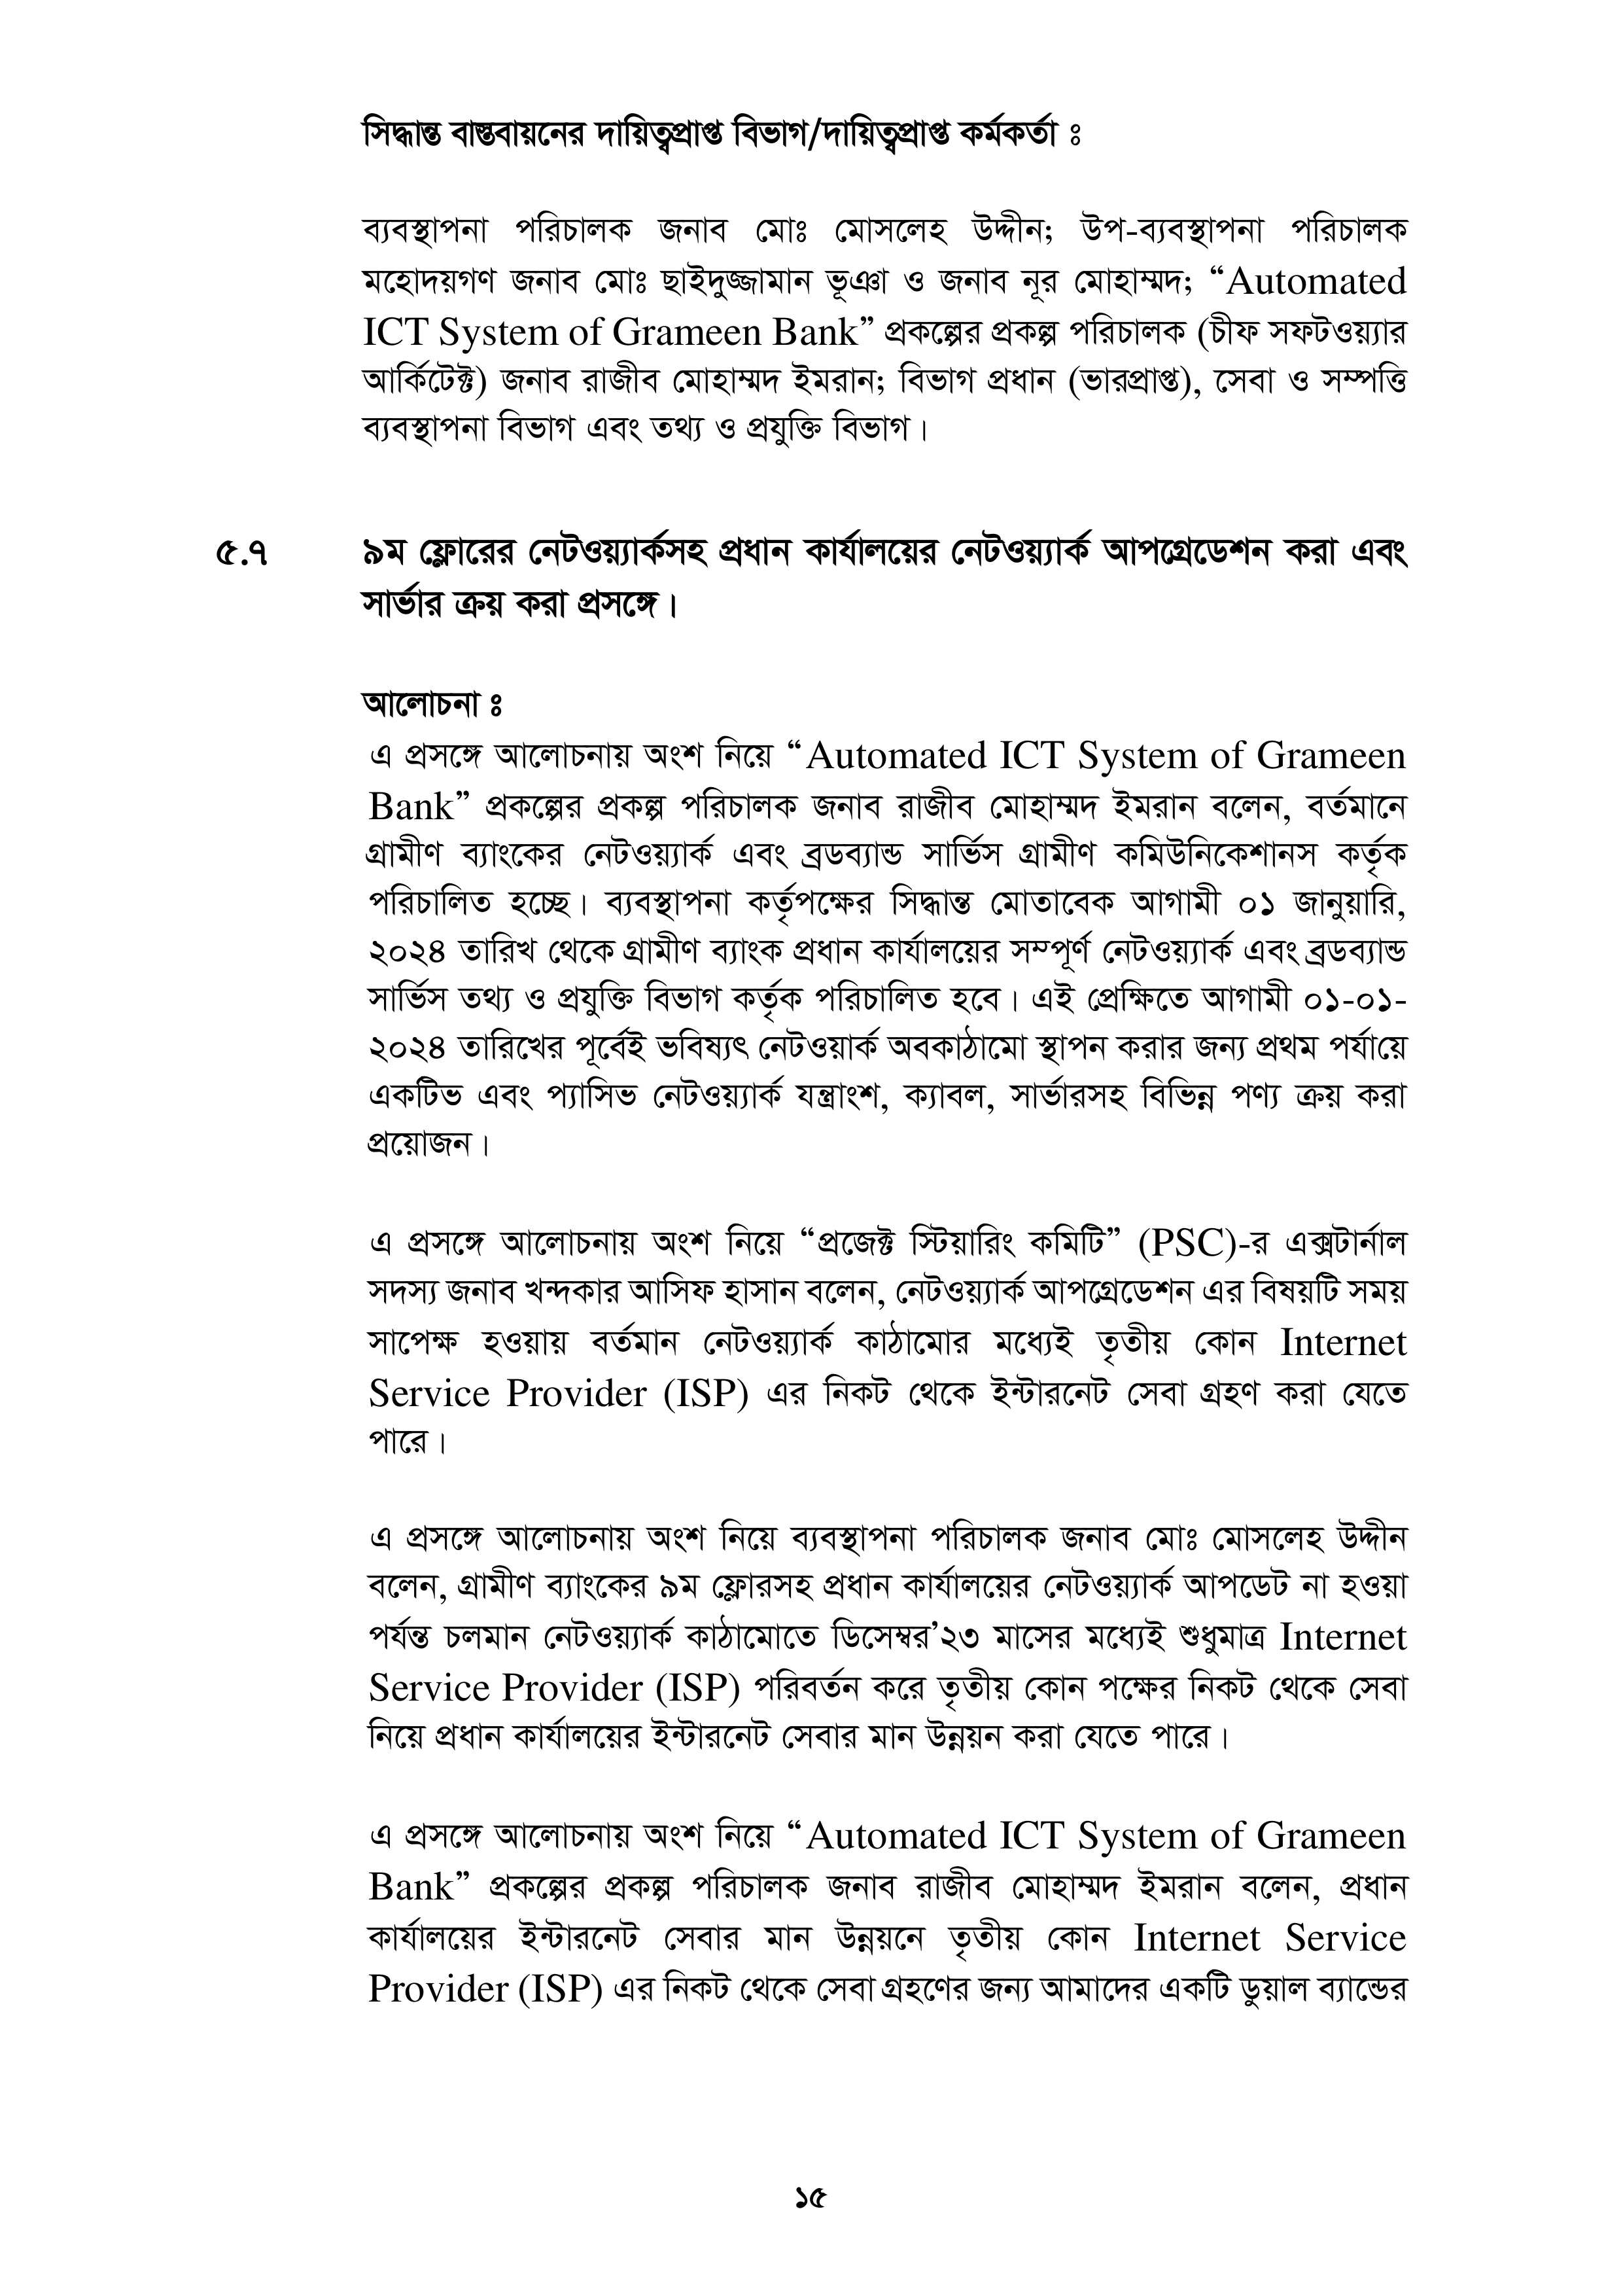 সিদ্ধান্ত বাস্তবায়নের দায়িত্বপ্রাপ্ত বিভাগ/দায়িত্বপ্রাপ্ত কর্মকর্তা ঃ
ব্যবস্থাপনা পরিচালক জনাব মোঃ মোসলেহ উদ্দীন; উপ-ব্যবস্থাপনা পরিচালক
মহোদয়গণ জনাব মোঃ ছাইদুজ্জামান ভূঞা ও জনাব নূর মোহাম্মদ; “Automated
ICT System of Grameen Bank” প্রকল্পের প্রকল্প পরিচালক (চীফ সফটওয়্যার
আর্কিটেক্ট) জনাব রাজীব মোহাম্মদ ইমরান; বিভাগ প্রধান (ভারপ্রাপ্ত), সেবা ও সম্পত্তি
ব্যবস্থাপনা বিভাগ এবং তথ্য ও প্রযুক্তি বিভাগ।
৫.৭ ৯ম ফ্লোরের নেটওয়্যার্কসহ প্রধান কার্যালয়ের নেটওয়্যার্ক আপগ্রেডেশন করা এবং
সার্ভার ক্রয় করা প্রসঙ্গে।
আলোচনা ঃ
এ প্রসঙ্গে আলোচনায় অংশ নিয়ে “Automated ICT System of Grameen
Bank” প্রকল্পের প্রকল্প পরিচালক জনাব রাজীব মোহাম্মদ ইমরান বলেন, বর্তমানে
গ্রামীণ ব্যাংকের নেটওয়্যার্ক এবং ব্রডব্যান্ড সার্ভিস গ্রামীণ কমিউনিকেশানস কর্তৃক
পরিচালিত হচ্ছে। ব্যবস্থাপনা কর্তৃপক্ষের সিদ্ধান্ত মোতাবেক আগামী ০১ জানুয়ারি,
২০২৪ তারিখ থেকে গ্রামীণ ব্যাংক প্রধান কার্যালয়ের সম্পূর্ণ নেটওয়্যার্ক এবং ব্রডব্যান্ড
সার্ভিস তথ্য ও প্রযুক্তি বিভাগ কর্তৃক পরিচালিত হবে। এই প্রেক্ষিতে আগামী ০১-০১-
২০২৪ তারিখের পূর্বেই ভবিষ্যৎ নেটওয়ার্ক অবকাঠামো স্থাপন করার জন্য প্রথম পর্যায়ে
একটিভ এবং প্যাসিভ নেটওয়্যার্ক যন্ত্রাংশ, ক্যাবল, সার্ভারসহ বিভিন্ন পণ্য ক্রয় করা
প্রয়োজন।
এ প্রসঙ্গে আলোচনায় অংশ নিয়ে “প্রজেক্ট স্টিয়ারিং কমিটি” (PSC)-র এক্সটার্নাল
সদস্য জনাব খন্দকার আসিফ হাসান বলেন, নেটওয়্যার্ক আপগ্রেডেশন এর বিষয়টি সময়
সাপেক্ষ হওয়ায় বর্তমান নেটওয়্যার্ক কাঠামোর মধ্যেই তৃতীয় কোন Internet
Service Provider (ISP) এর নিকট থেকে ইন্টারনেট সেবা গ্রহণ করা যেতে
পারে।
এ প্রসঙ্গে আলোচনায় অংশ নিয়ে ব্যবস্থাপনা পরিচালক জনাব মোঃ মোসলেহ উদ্দীন
বলেন, গ্রামীণ ব্যাংকের ৯ম ফ্লোরসহ প্রধান কার্যালয়ের নেটওয়্যার্ক আপডেট না হওয়া
পর্যন্ত চলমান নেটওয়্যার্ক কাঠামোতে ডিসেম্বর’২৩ মাসের মধ্যেই শুধুমাত্র Internet
Service Provider (ISP) পরিবর্তন করে তৃতীয় কোন পক্ষের নিকট থেকে সেবা
নিয়ে প্রধান কার্যালয়ের ইন্টারনেট সেবার মান উন্নয়ন করা যেতে পারে।
এ প্রসঙ্গে আলোচনায় অংশ নিয়ে “Automated ICT System of Grameen
Bank” প্রকল্পের প্রকল্প পরিচালক জনাব রাজীব মোহাম্মদ ইমরান বলেন, প্রধান
কার্যালয়ের ইন্টারনেট সেবার মান উন্নয়নে তৃতীয় কোন Internet Service
Provider (ISP) এর নিকট থেকে সেবা গ্রহণের জন্য আমাদের একটি ডুয়াল ব্যান্ডের
১৫